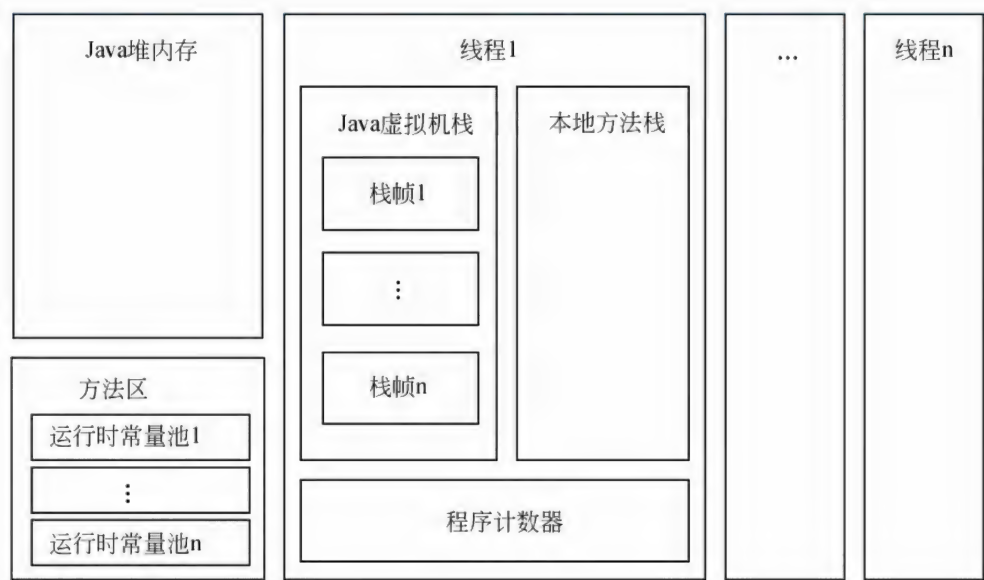 Java堆内存
方法区
运行时常量池1
⋮
运行时常量池n
线程1
Java虚拟机栈
栈帧1
⋮
栈帧n
本地方法栈
程序计数器
…
线程n